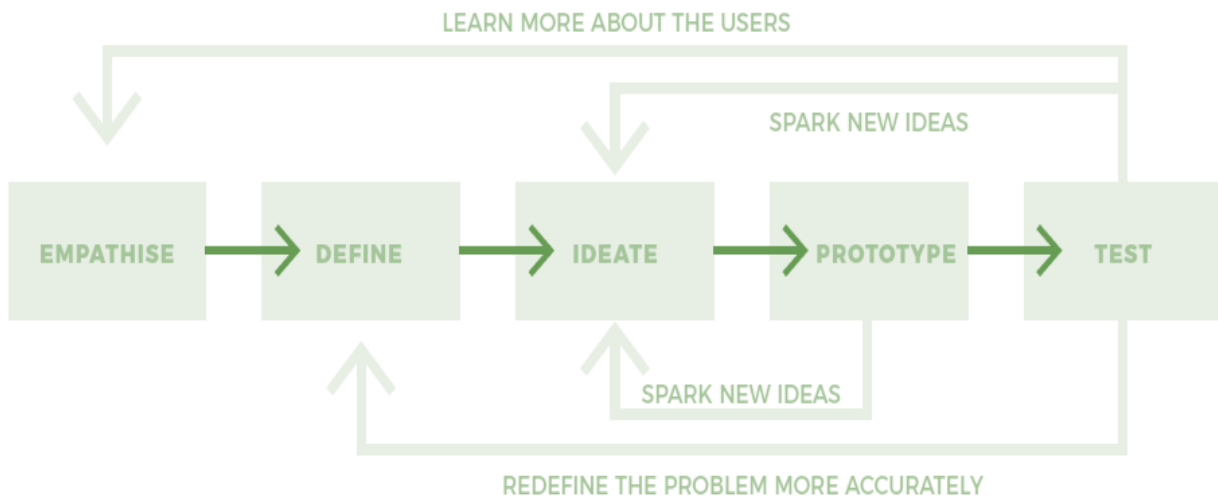 LEARN MORE ABOUT THE USERS
SPARK NEW IDEAS
EMPATHISE
DEFINE
IDEATE
PROTOTYPE
TEST
SPARK NEW IDEAS
REDEFINE THE PROBLEM MORE ACCURATELY